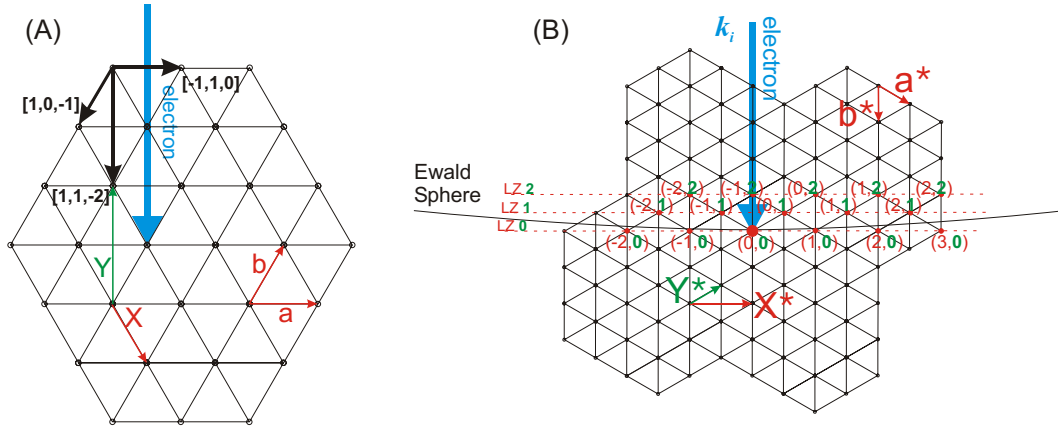 (A)
electron
[-1,1,0]
[1,0,-1]
[1,1,-2]
Y
X
b
a
(B)
k_i
electron
a*
b*
Ewald
Sphere
LZ 2
(-2,2) (-1,2) (0,2) (1,2) (2,2)
LZ 1
(-2,1) (-1,1) (0,1) (1,1) (2,1)
LZ 0
(-2,0) (-1,0) (0,0) (1,0) (2,0) (3,0)
Y*
X*